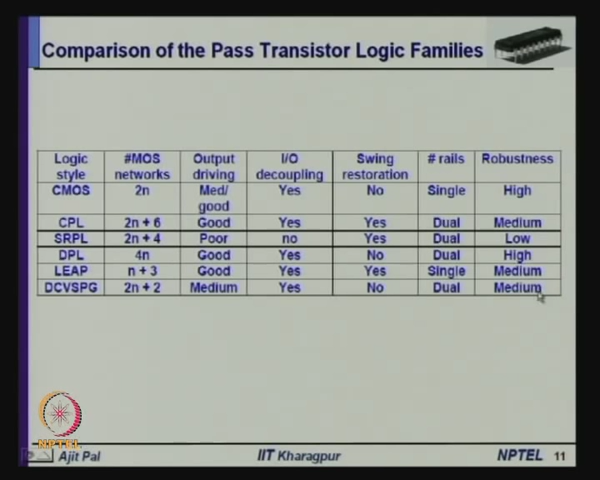 Comparison of the Pass Transistor Logic Families
Logic style #MOS networks Output driving I/O decoupling Swing restoration # rails Robustness
CMOS 2n Med/ good Yes No Single High
CPL 2n + 6 Good Yes Yes Dual Medium
SRPL 2n + 4 Poor no Yes Dual Low
DPL 4n Good Yes No Dual High
LEAP n + 3 Good Yes Yes Single Medium
DCVSPG 2n + 2 Medium Yes No Dual Medium
NPTEL
Ajit Pal IIT Kharagpur NPTEL 11